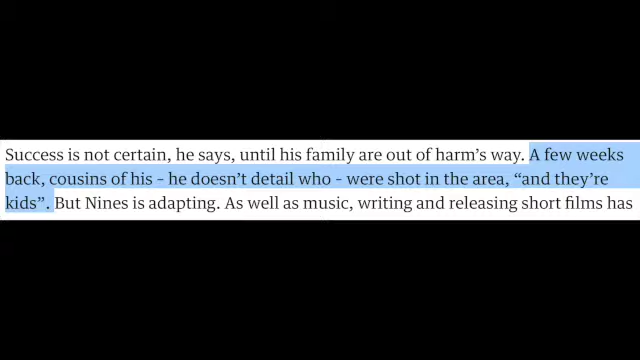 Success is not certain, he says, until his family are out of harm’s way. A few weeks
back, cousins of his – he doesn’t detail who – were shot in the area, “and they’re
kids”. But Nines is adapting. As well as music, writing and releasing short films has